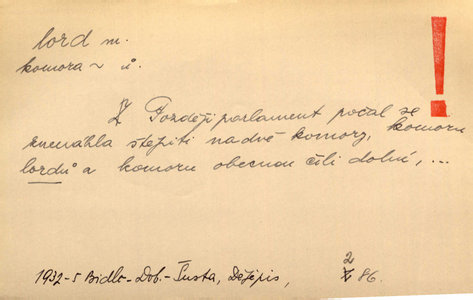 lord m.
komora ~ ů.
Z Později parlament počal se
znenáhla štěpiti na dvě komory, komoru
lordů a komoru obecnou čili dolní, ...
1932-5 Bidlo-Dob.-Šusta, Dějepis, 2 86.